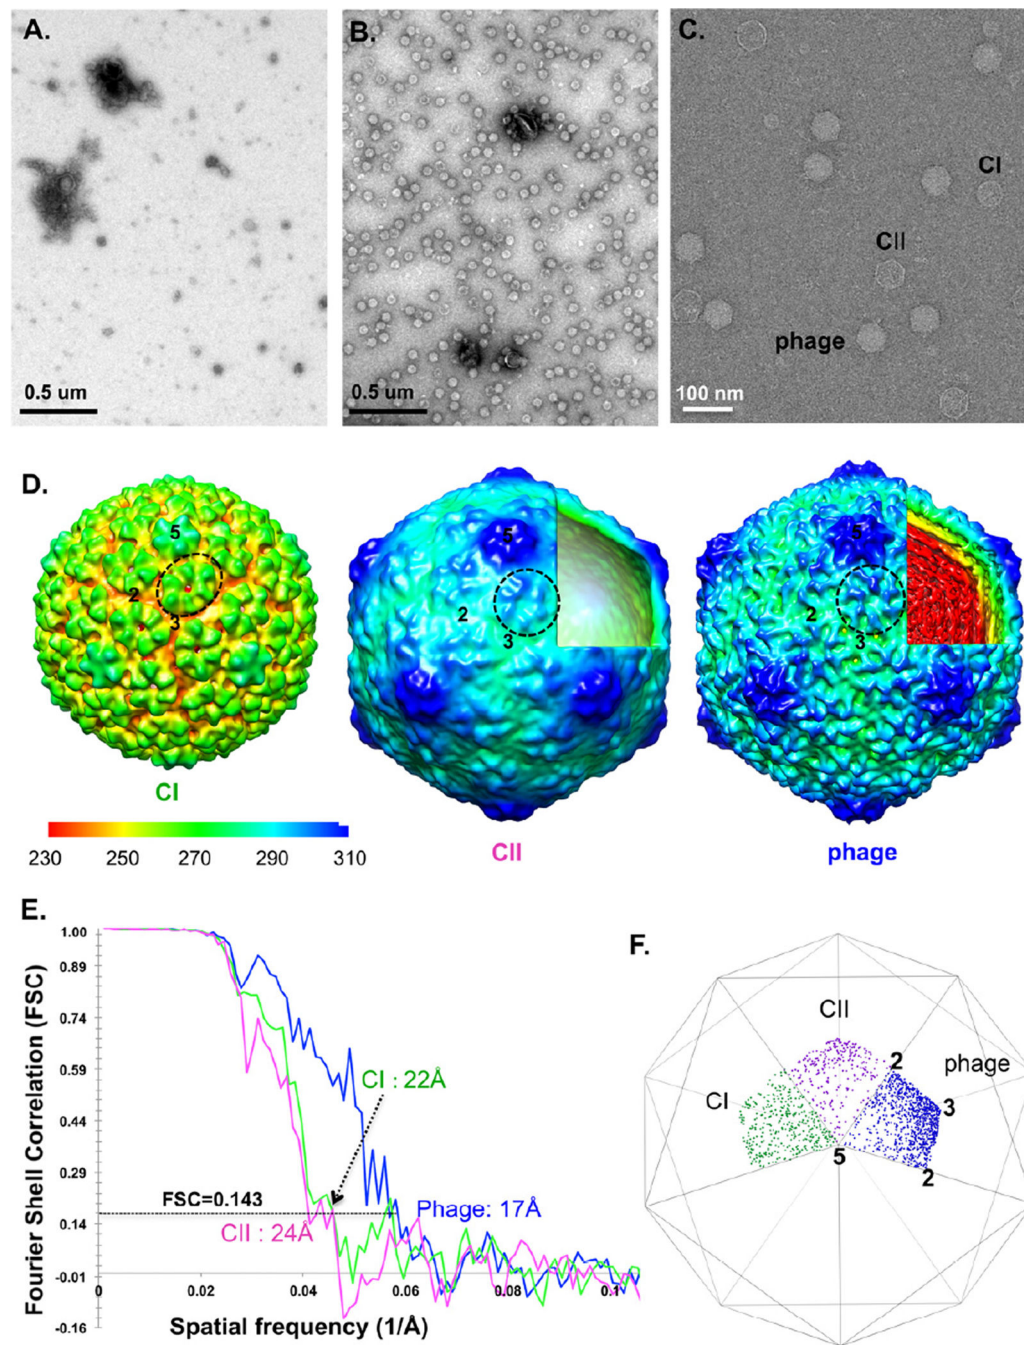 A.
B.
C.
CI
CII
phage
0.5 um
0.5 um
100 nm
D.
5
2
3
5
2
3
5
2
3
CI
CII
phage
230 250 270 290 310
E.
F.
Fourier Shell Correlation (FSC)
1.00
0.89
0.74
0.59
0.44
0.29
0.14
-0.01
-0.16
CI : 22Å
FSC=0.143
CII : 24Å
Phage: 17Å
0 0.02 0.04 0.06 0.08 0.1
Spatial frequency (1/Å)
CII
2
phage
CI
3
5
2